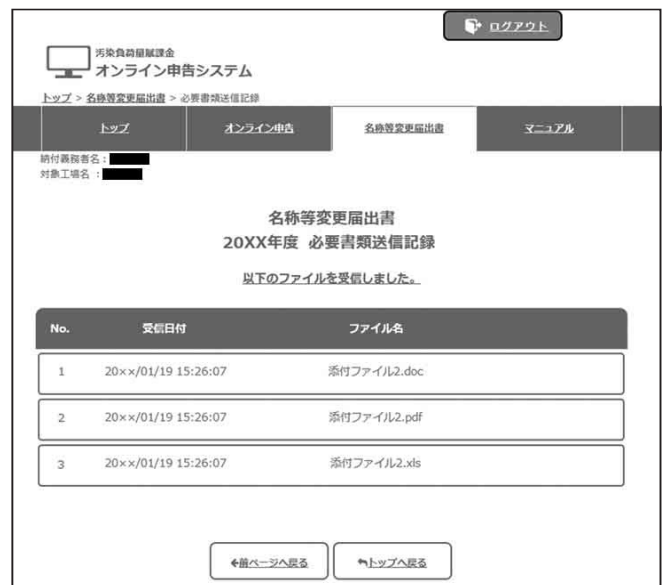 ログアウト
汚染負荷量賦課金
オンライン申告システム
トップ > 名称等変更届出書 > 必要書類送信記録
トップ オンライン申告 名称等変更届出書 マニュアル
納付義務者名:
対象工場名 :
名称等変更届出書
20XX年度 必要書類送信記録
以下のファイルを受信しました。
No. 受信日付 ファイル名
1 20××/01/19 15:26:07 添付ファイル2.doc
2 20××/01/19 15:26:07 添付ファイル2.pdf
3 20××/01/19 15:26:07 添付ファイル2.xls
前ページへ戻る トップへ戻る